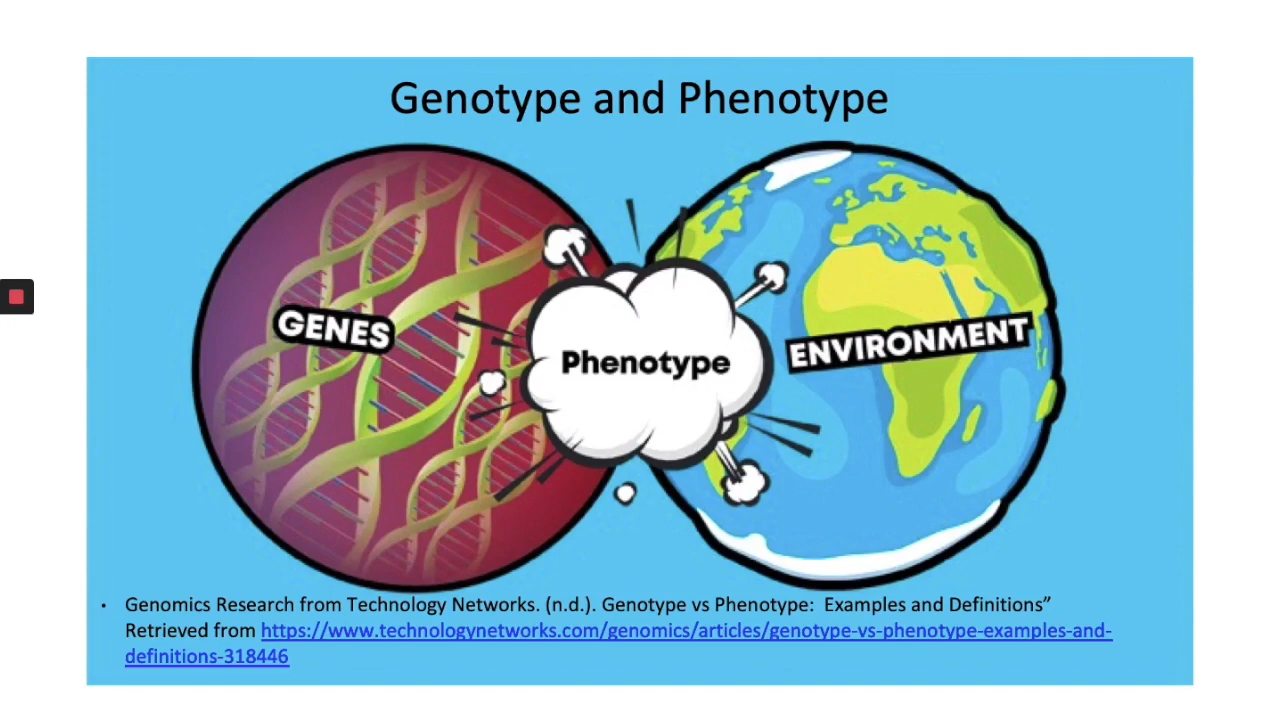 Genotype and Phenotype
GENES
Phenotype
ENVIRONMENT
• Genomics Research from Technology Networks. (n.d.). Genotype vs Phenotype:  Examples and Definitions”
Retrieved from https://www.technologynetworks.com/genomics/articles/genotype-vs-phenotype-examples-and-
definitions-318446